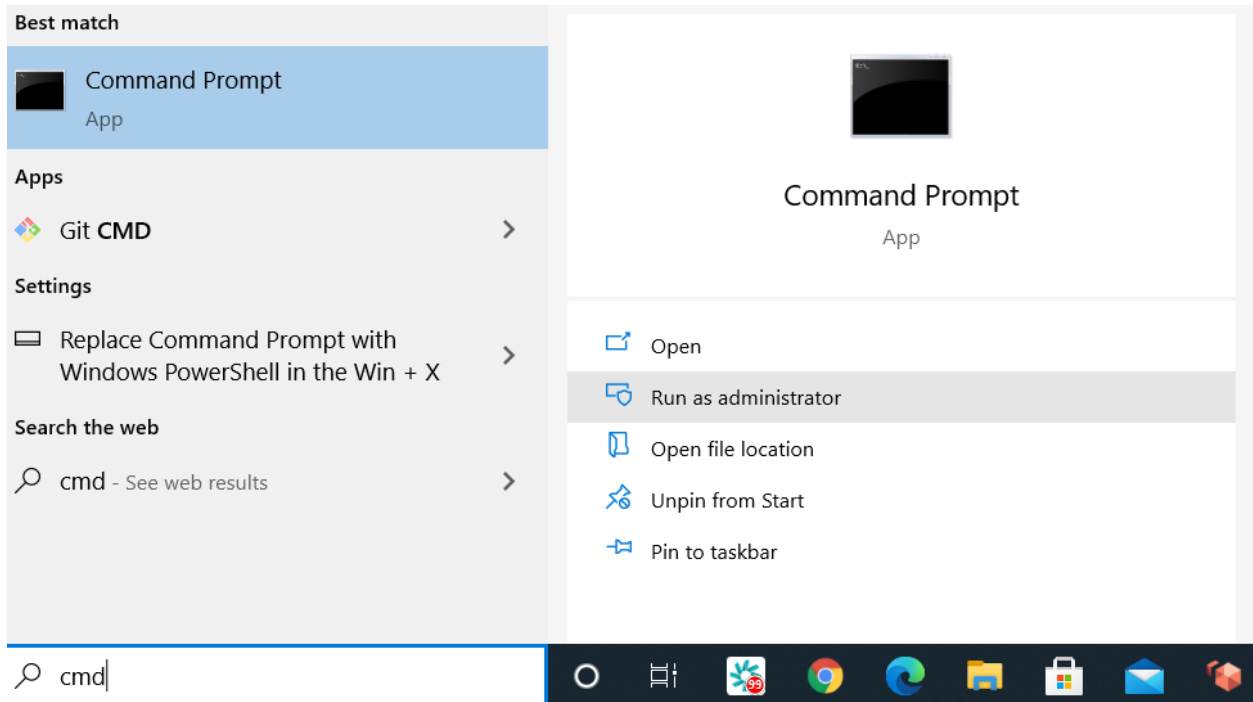 Best match
Command Prompt
App
Apps
Git CMD
Settings
Replace Command Prompt with
Windows PowerShell in the Win + X
Search the web
cmd - See web results
cmd
Command Prompt
App
Open
Run as administrator
Open file location
Unpin from Start
Pin to taskbar
99